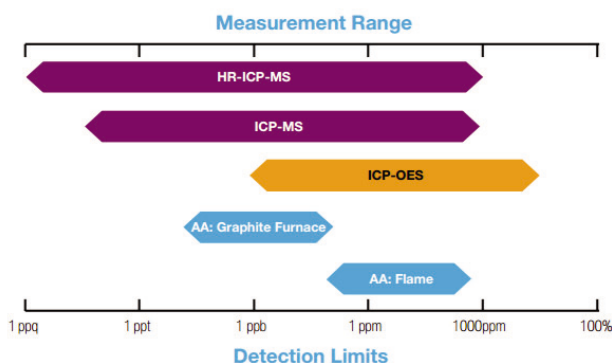 Measurement Range
HR-ICP-MS
ICP-MS
ICP-OES
AA: Graphite Furnace
AA: Flame
1 ppq 1 ppt 1 ppb 1 ppm 1000ppm 100%
Detection Limits